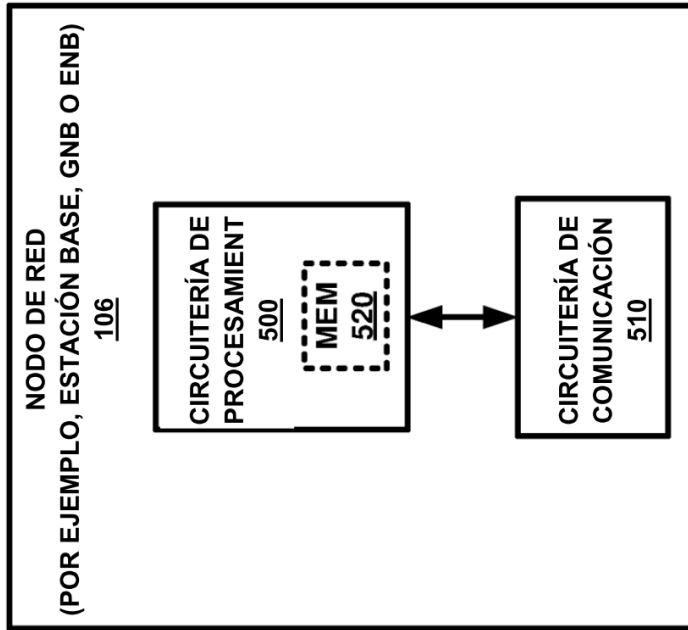 NODO DE RED
(POR EJEMPLO, ESTACIÓN BASE, GNB O ENB)
106
CIRCUITERÍA DE
PROCESAMIENT
500
MEM
520
CIRCUITERÍA DE
COMUNICACIÓN
510